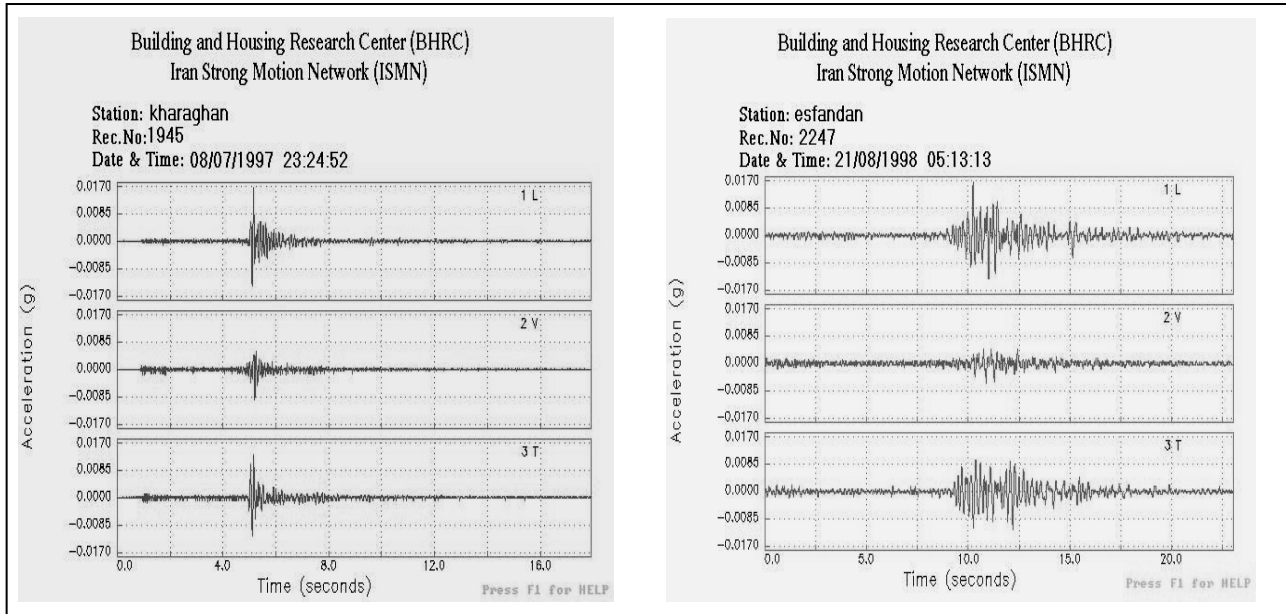 Building and Housing Research Center (BHRC)
Iran Strong Motion Network (ISMN)
Station: kharaghan
Rec.No:1945
Date & Time: 08/07/1997 23:24:52
Acceleration (g)
0.0170
0.0085
0.0000
-0.0085
-0.0170
1 L
0.0170
0.0085
0.0000
-0.0085
-0.0170
2 V
0.0170
0.0085
0.0000
-0.0085
-0.0170
3 T
0.0 4.0 8.0 12.0 16.0
Time (seconds)
Press F1 for HELP
Building and Housing Research Center (BHRC)
Iran Strong Motion Network (ISMN)
Station: esfandan
Rec.No: 2247
Date & Time: 21/08/1998 05:13:13
Acceleration (g)
0.0170
0.0085
0.0000
-0.0085
-0.0170
1 L
0.0170
0.0085
0.0000
-0.0085
-0.0170
2 V
0.0170
0.0085
0.0000
-0.0085
-0.0170
3 T
0.0 5.0 10.0 15.0 20.0
Time (seconds)
Press F1 for HELP